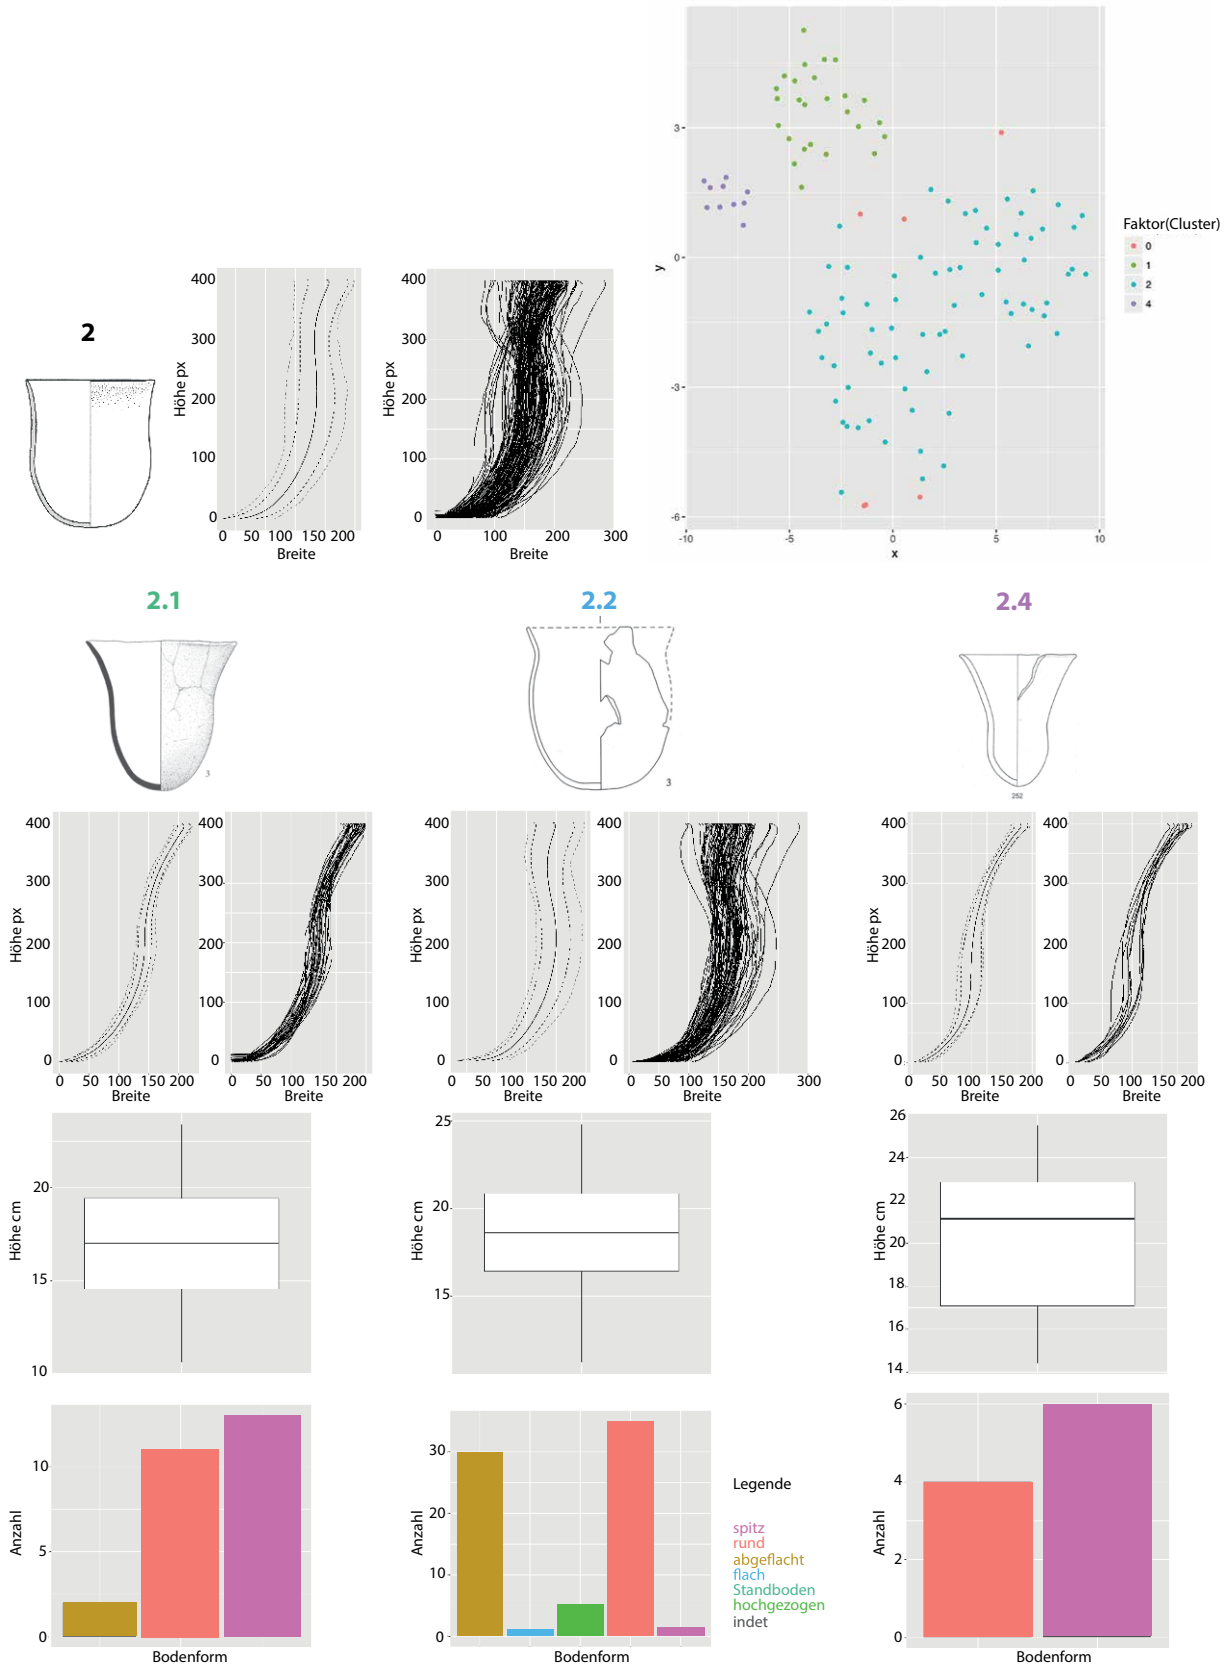 3
0
-3
-6
-10
-5
0
5
10
y
x
Faktor(Cluster)
0
1
2
4
2
400
300
200
100
0
Höhe px
0 50 100 150 200
Breite
400
300
200
100
0
Höhe px
0 100 200 300
Breite
2.1
2.2
2.4
3
3
252
400
300
200
100
0
Höhe px
0 50 100 150 200
Breite
400
300
200
100
0
0 50 100 150 200
Breite
400
300
200
100
0
Höhe px
0 50 100 150 200
Breite
400
300
200
100
0
0 100 200 300
Breite
400
300
200
100
0
Höhe px
0 50 100 150 200
Breite
400
300
200
100
0
0 50 100 150 200
Breite
20
15
10
Höhe cm
25
20
15
Höhe cm
26
24
22
20
18
16
14
Höhe cm
10
5
0
Anzahl
Bodenform
30
20
10
0
Anzahl
Bodenform
Legende
spitz
rund
abgeflacht
flach
Standboden
hochgezogen
indet
6
4
2
0
Anzahl
Bodenform